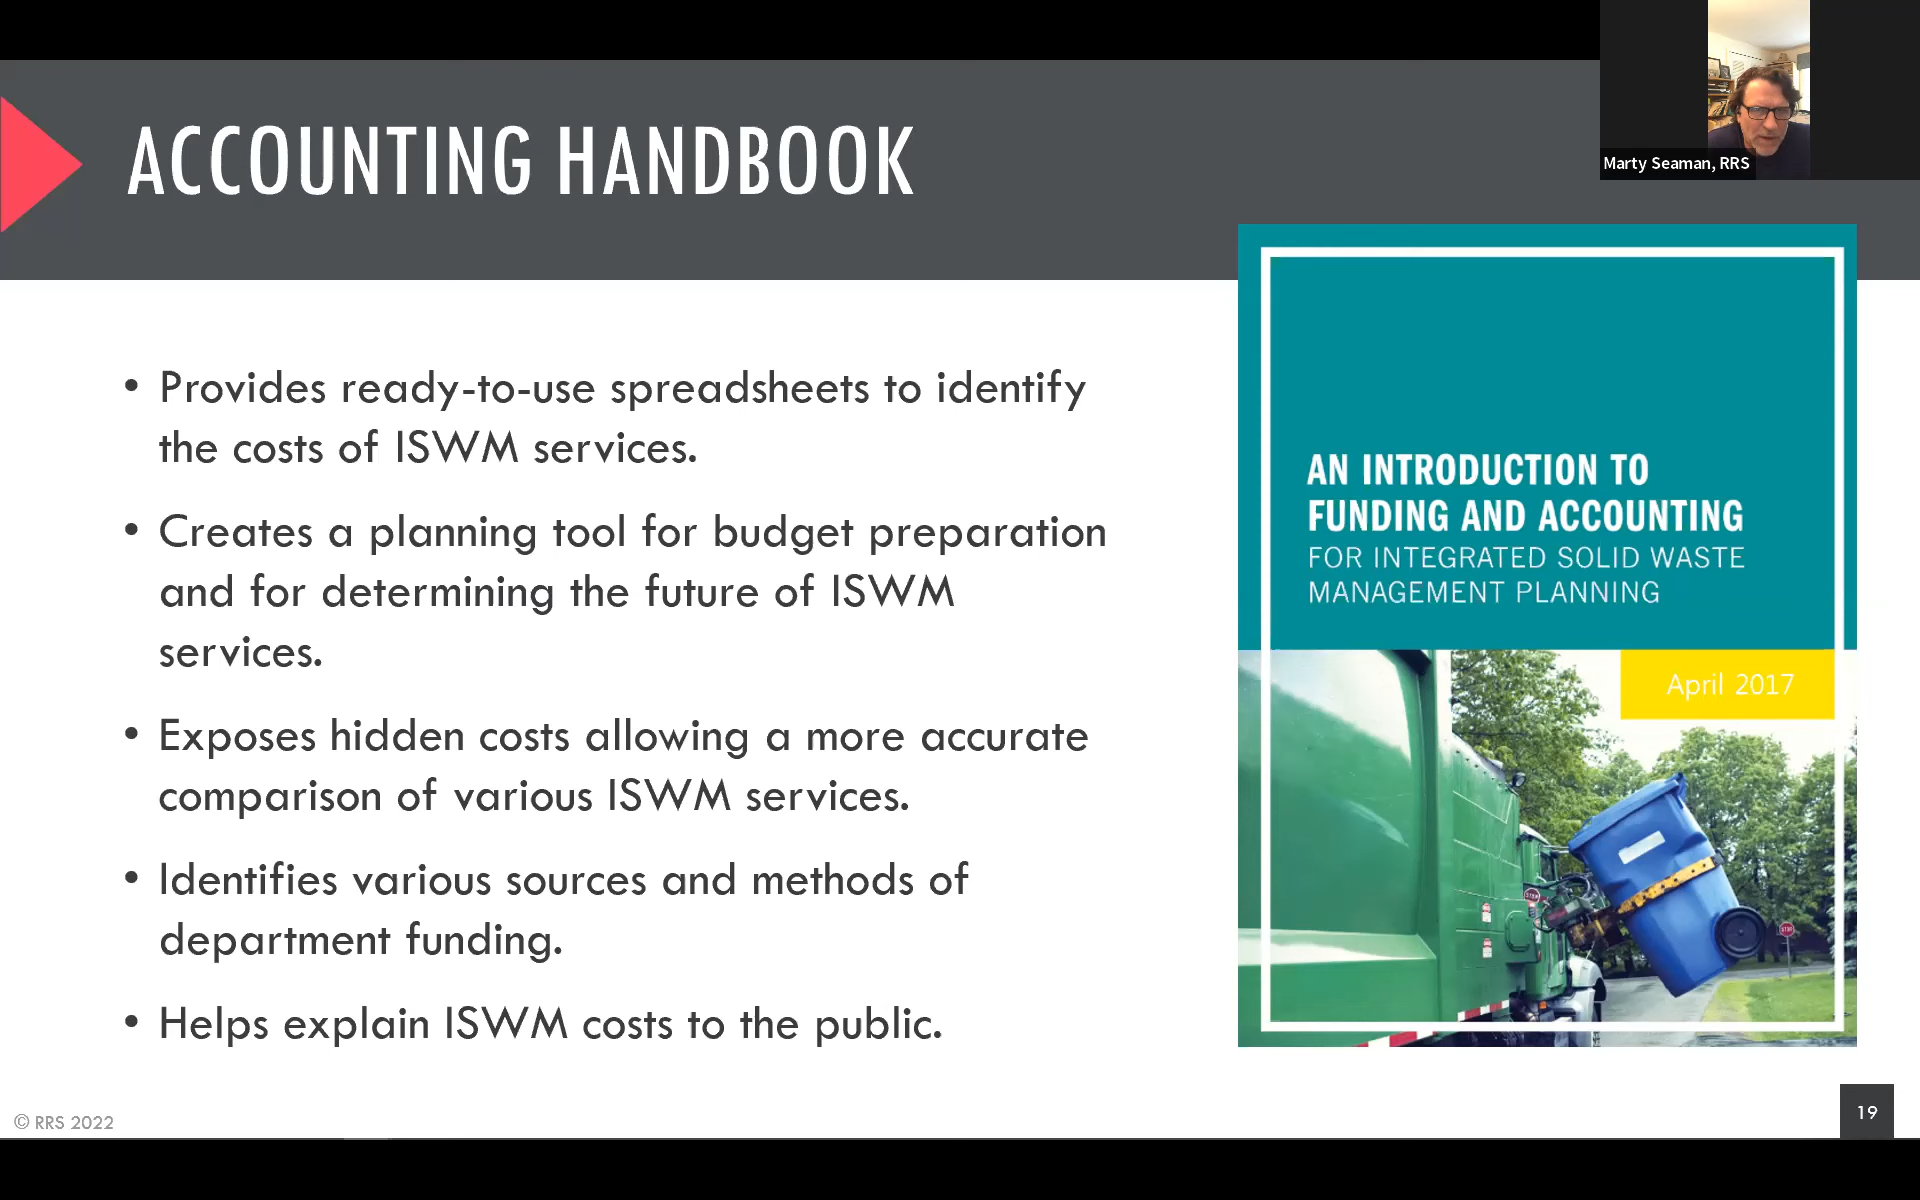 Marty Seaman, RRS
ACCOUNTING HANDBOOK
• Provides ready-to-use spreadsheets to identify
the costs of ISWM services.
• Creates a planning tool for budget preparation
and for determining the future of ISWM
services.
• Exposes hidden costs allowing a more accurate
comparison of various ISWM services.
• Identifies various sources and methods of
department funding.
• Helps explain ISWM costs to the public.
AN INTRODUCTION TO
FUNDING AND ACCOUNTING
FOR INTEGRATED SOLID WASTE
MANAGEMENT PLANNING
April 2017
STOP
STOP
© RRS 2022
19